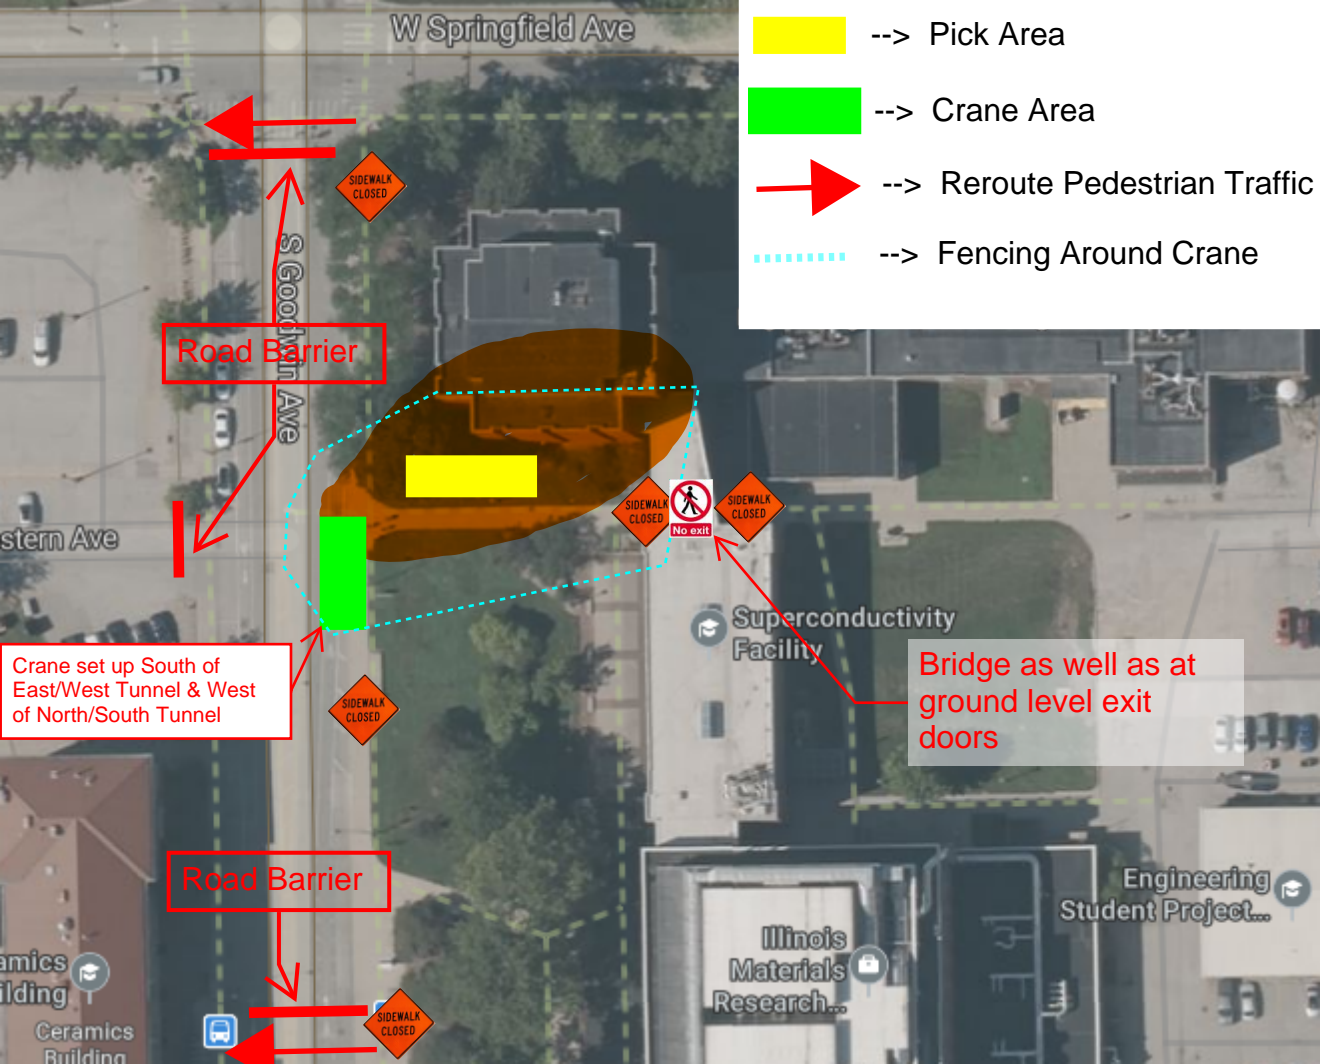 W Springfield Ave
--> Pick Area
--> Crane Area
--> Reroute Pedestrian Traffic
--> Fencing Around Crane
SIDEWALK
CLOSED
S Goodwin Ave
Road Barrier
stern Ave
SIDEWALK
CLOSED
No exit
SIDEWALK
CLOSED
Superconductivity
Facility
Crane set up South of
East/West Tunnel & West
of North/South Tunnel
Bridge as well as at
ground level exit
doors
SIDEWALK
CLOSED
Road Barrier
Engineering
Student Project...
Illinois
Materials
Research...
amics
ilding
SIDEWALK
CLOSED
Ceramics
Building